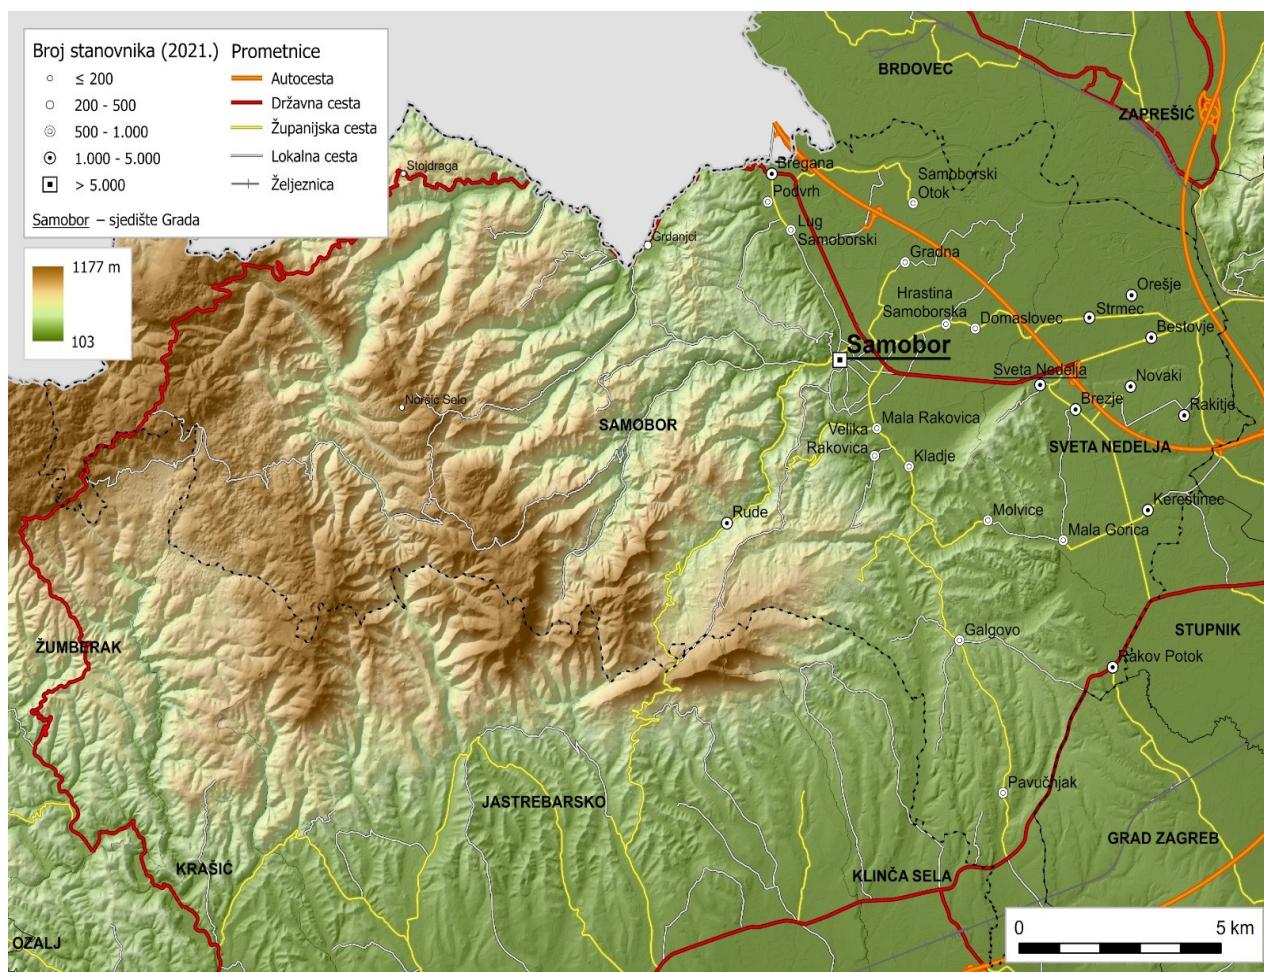 Broj stanovnika (2021.)
≤ 200
200 - 500
500 - 1.000
1.000 - 5.000
> 5.000
Samobor – sjedište Grada
Prometnice
Autocesta
Državna cesta
Županijska cesta
Lokalna cesta
Željeznica
1177 m
103
BRDOVEC
ZAPREŠIĆ
Stojdraga
Bregana
Podvrh
Samoborski
Otok
Lug
Samoborski
Grdanjci
Gradna
Orešje
Hrastina
Samoborska
Domaslovec
Strmec
Bestovje
Samobor
Sveta Nedelja
Novaki
Noršić Selo
Brezje
Rakitje
SAMOBOR
Mala Rakovica
Velika
Rakovica
SVETA NEDELJA
Kladje
Kerestinec
Rude
Molvice
Mala Gorica
ŽUMBERAK
Galgovo
STUPNIK
Rakov Potok
Pavučnjak
JASTREBARSKO
GRAD ZAGREB
KRAŠIĆ
KLINČA SELA
OZALJ
0
5 km